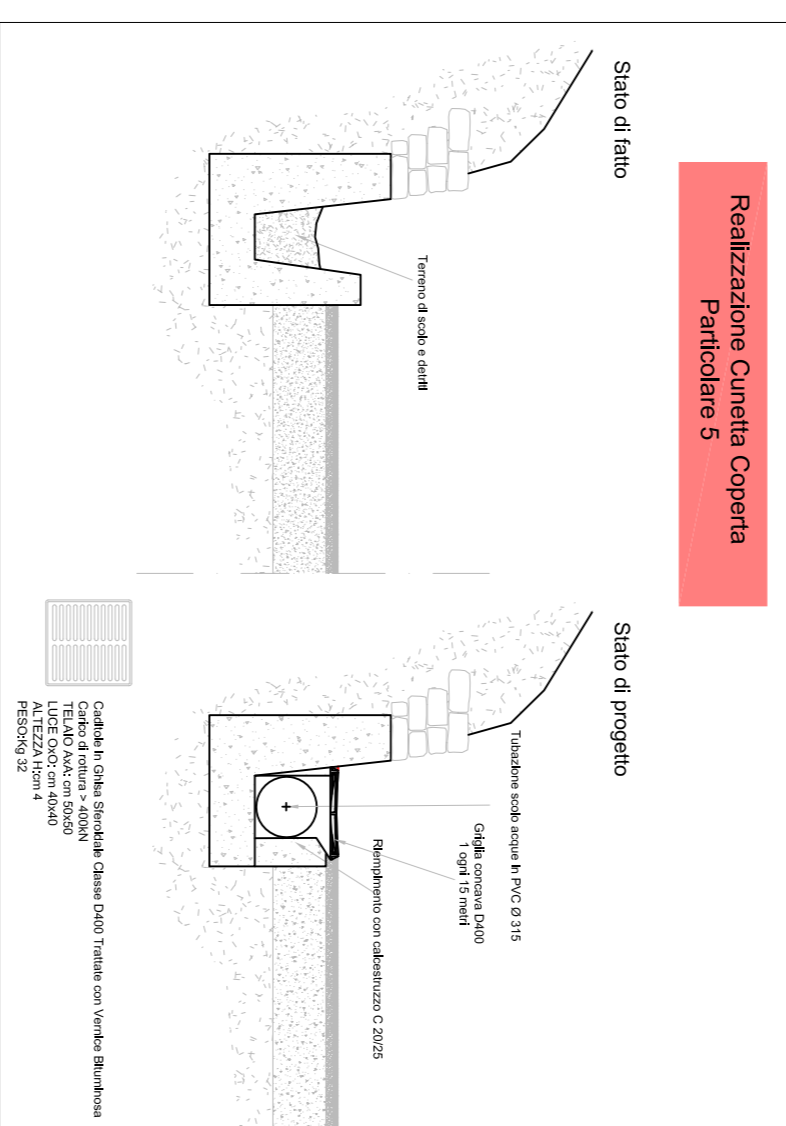 Realizzazione Cunetta Coperta
Particolare 5
Stato di fatto
Terreno di scolo e detriti
Stato di progetto
Tubazione scolo acque in PVC Ø 315
Griglia concava D400
1 ogni 15 metri
Riempimento con calcestruzzo C 20/25
Caditoie in Ghisa Sferoidale Classe D400 Trattate con Vernice Bituminosa
Carico di rottura > 400kN
TELAIO AxA: cm 50x50
LUCE OxO: cm 40x40
ALTEZZA H:cm 4
PESO:Kg 32